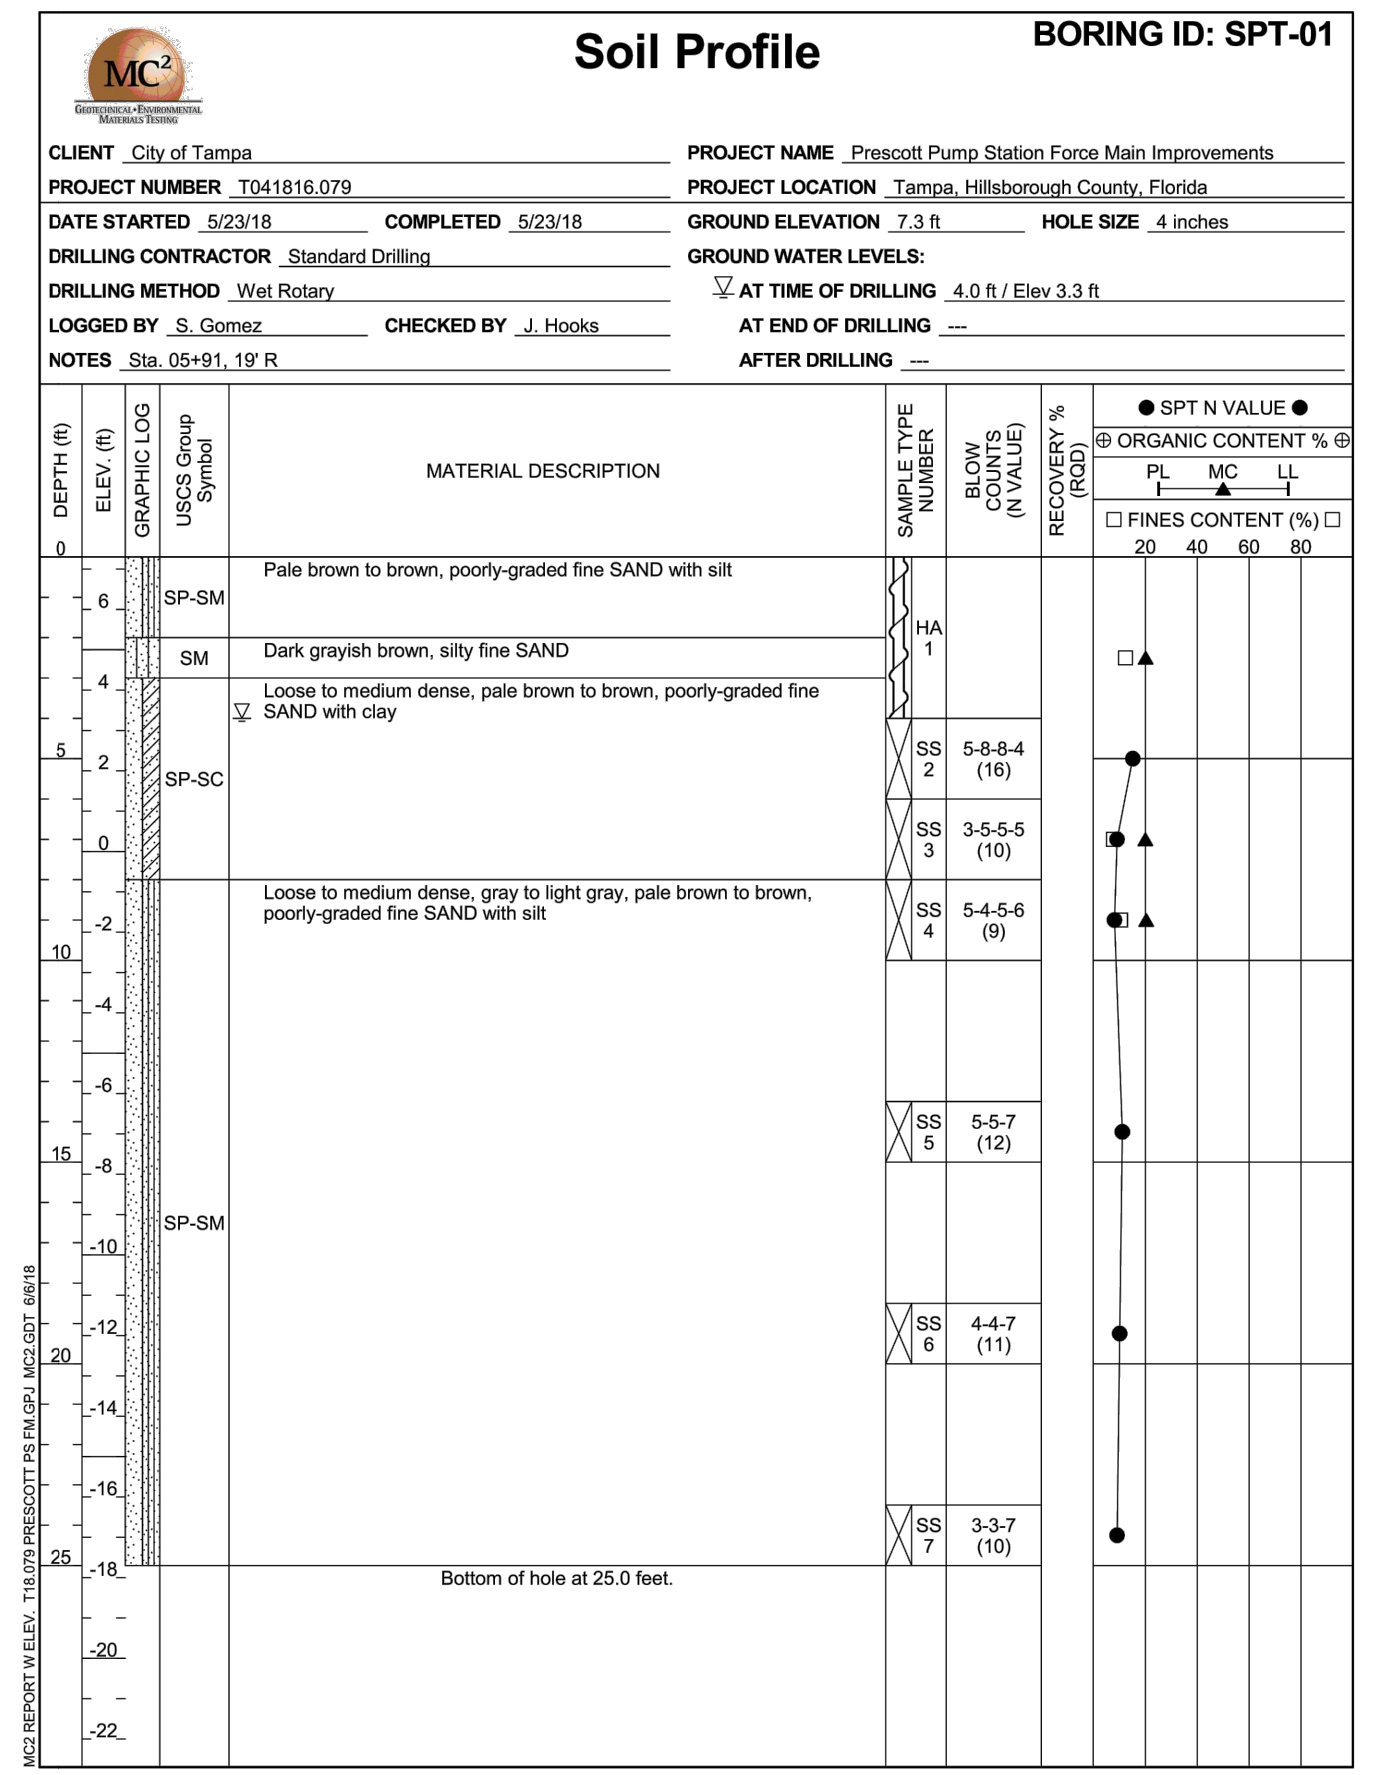 Soil Profile
BORING ID: SPT-01
MC²
GEOTECHNICAL • ENVIRONMENTAL
MATERIALS TESTING
CLIENT City of Tampa
PROJECT NAME Prescott Pump Station Force Main Improvements
PROJECT NUMBER T041816.079
PROJECT LOCATION Tampa, Hillsborough County, Florida
DATE STARTED 5/23/18 COMPLETED 5/23/18
GROUND ELEVATION 7.3 ft HOLE SIZE 4 inches
DRILLING CONTRACTOR Standard Drilling
GROUND WATER LEVELS:
DRILLING METHOD Wet Rotary
AT TIME OF DRILLING 4.0 ft / Elev 3.3 ft
LOGGED BY S. Gomez CHECKED BY J. Hooks
AT END OF DRILLING ---
NOTES Sta. 05+91, 19' R
AFTER DRILLING ---
DEPTH (ft)
ELEV. (ft)
GRAPHIC LOG
USCS Group
Symbol
MATERIAL DESCRIPTION
SAMPLE TYPE
NUMBER
BLOW
COUNTS
(N VALUE)
RECOVERY %
(RQD)
● SPT N VALUE ●
⊕ ORGANIC CONTENT % ⊕
PL MC LL
□ FINES CONTENT (%) □
20 40 60 80
0
Pale brown to brown, poorly-graded fine SAND with silt
6
SP-SM
HA
1
SM
Dark grayish brown, silty fine SAND
4
Loose to medium dense, pale brown to brown, poorly-graded fine
SAND with clay
5
2
SP-SC
SS
2
5-8-8-4
(16)
0
SS
3
3-5-5-5
(10)
Loose to medium dense, gray to light gray, pale brown to brown,
poorly-graded fine SAND with silt
-2
SS
4
5-4-5-6
(9)
10
-4
-6
SS
5
5-5-7
(12)
15
-8
SP-SM
-10
-12
SS
6
4-4-7
(11)
20
-14
-16
SS
7
3-3-7
(10)
25
-18
Bottom of hole at 25.0 feet.
-20
-22
MC2 REPORT W ELEV. T18.079 PRESCOTT PS FM.GPJ MC2.GDT 6/6/18